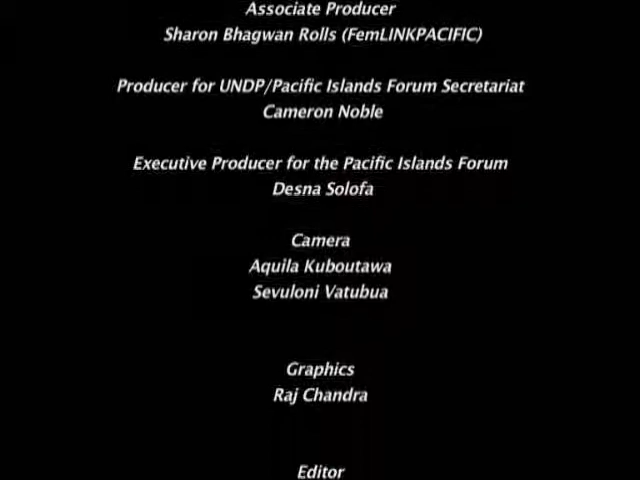 Associate Producer
Sharon Bhagwan Rolls (FemLINKPACIFIC)
Producer for UNDP/Pacific Islands Forum Secretariat
Cameron Noble
Executive Producer for the Pacific Islands Forum
Desna Solofa
Camera
Aquila Kuboutawa
Sevuloni Vatubua
Graphics
Raj Chandra
Editor